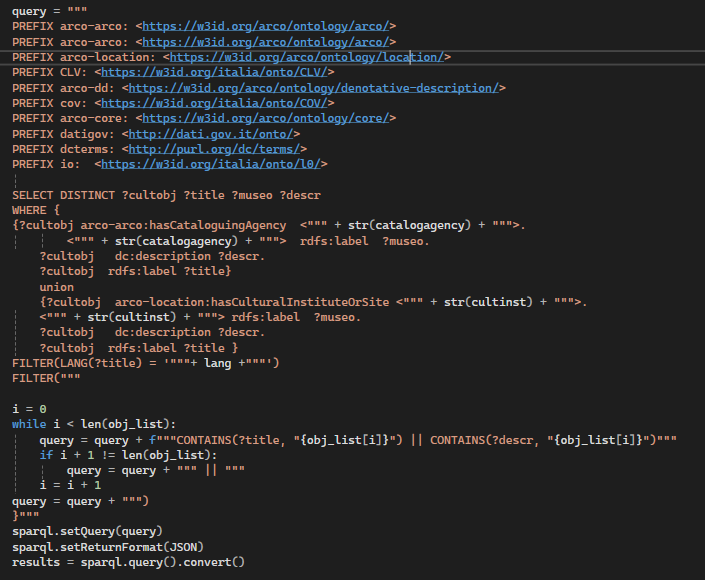 query = """
PREFIX arco-arco: <https://w3id.org/arco/ontology/arco/>
PREFIX arco-arco: <https://w3id.org/arco/ontology/arco/>
PREFIX arco-location: <https://w3id.org/arco/ontology/location/>
PREFIX CLV: <https://w3id.org/italia/onto/CLV/>
PREFIX arco-dd: <https://w3id.org/arco/ontology/denotative-description/>
PREFIX cov: <https://w3id.org/italia/onto/COV/>
PREFIX arco-core: <https://w3id.org/arco/ontology/core/>
PREFIX datigov: <http://dati.gov.it/onto/>
PREFIX dcterms: <http://purl.org/dc/terms/>
PREFIX io:  <https://w3id.org/italia/onto/l0/>
SELECT DISTINCT ?cultobj ?title ?museo ?descr
WHERE {
{?cultobj arco-arco:hasCataloguingAgency  <""" + str(catalogagency) + """>.
<""" + str(catalogagency) + """>  rdfs:label  ?museo.
?cultobj   dc:description ?descr.
?cultobj  rdfs:label ?title}
union
{?cultobj  arco-location:hasCulturalInstituteOrSite <""" + str(cultinst) + """>.
<""" + str(cultinst) + """> rdfs:label  ?museo.
?cultobj   dc:description ?descr.
?cultobj  rdfs:label ?title }
FILTER(LANG(?title) = '"""+ lang +"""')
FILTER("""
i = 0
while i < len(obj_list):
query = query + f"""CONTAINS(?title, "{obj_list[i]}") || CONTAINS(?descr, "{obj_list[i]}")"""
if i + 1 != len(obj_list):
query = query + """ || """
i = i + 1
query = query + """)
}"""
sparql.setQuery(query)
sparql.setReturnFormat(JSON)
results = sparql.query().convert()